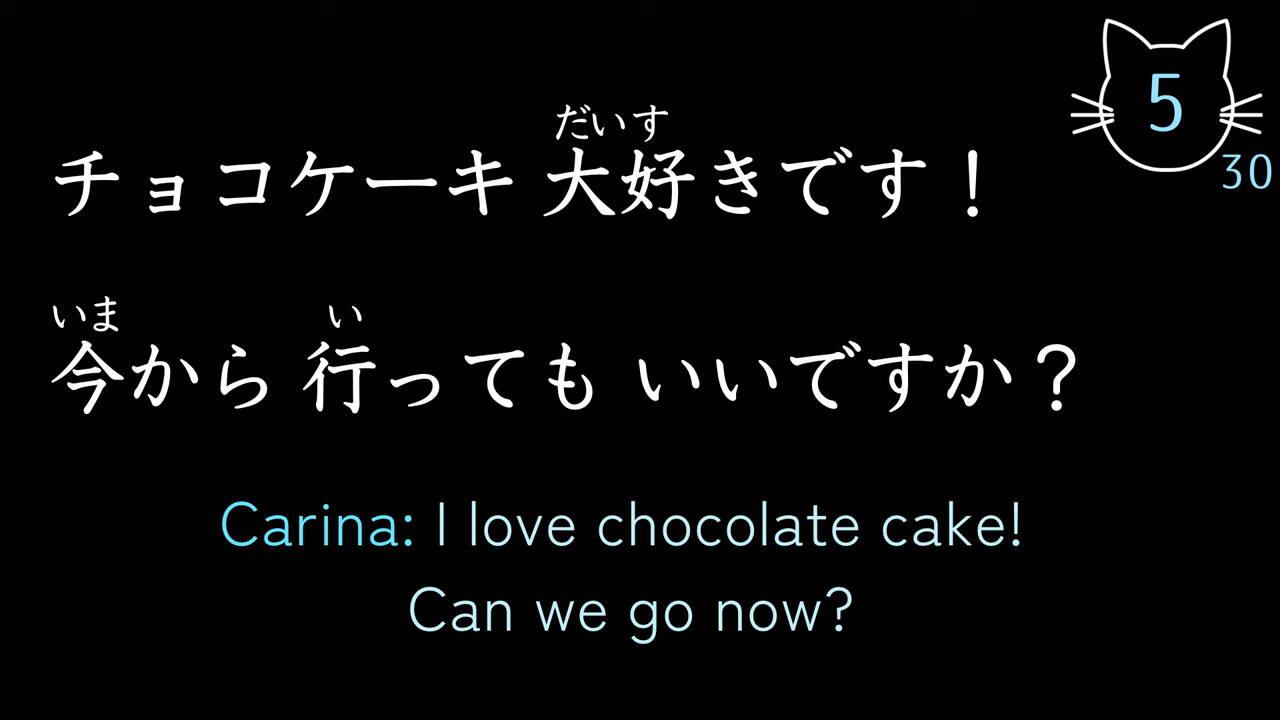 5
30
だいす
チョコケーキ 大好きです！
いま い
今から 行っても いいですか？
Carina: I love chocolate cake!
Can we go now?